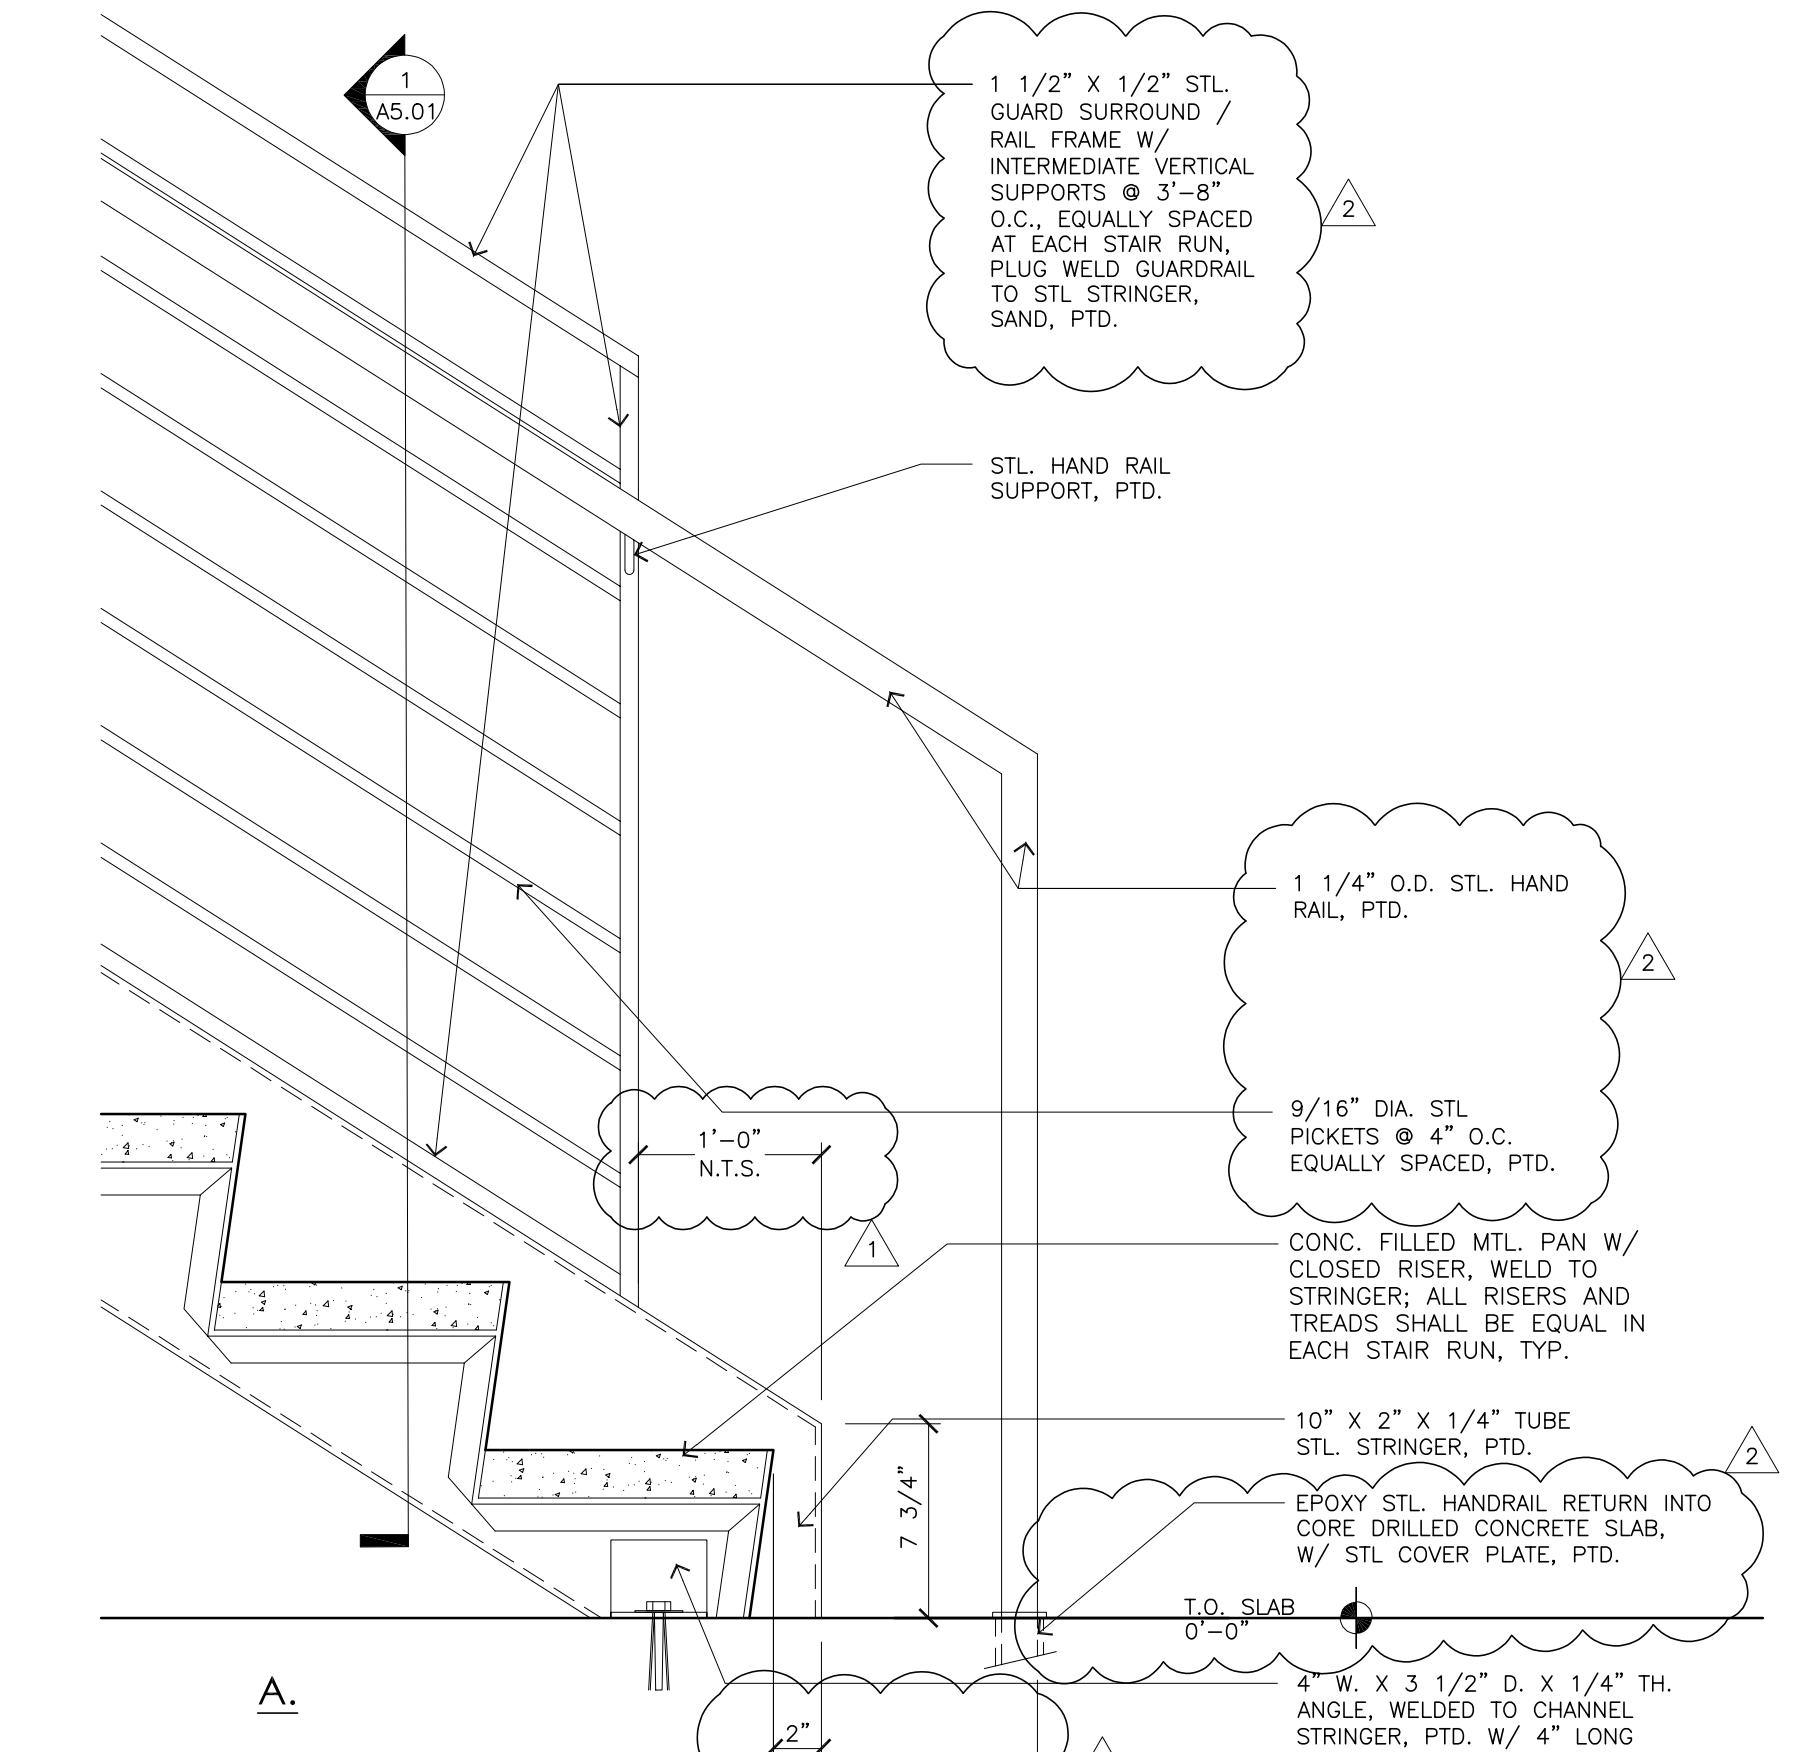 1
A5.01
1 1/2” X 1/2” STL.
GUARD SURROUND /
RAIL FRAME W/
INTERMEDIATE VERTICAL
SUPPORTS @ 3’–8”
O.C., EQUALLY SPACED
AT EACH STAIR RUN,
PLUG WELD GUARDRAIL
TO STL STRINGER,
SAND, PTD.
2
STL. HAND RAIL
SUPPORT, PTD.
1 1/4” O.D. STL. HAND
RAIL, PTD.
2
9/16” DIA. STL
PICKETS @ 4” O.C.
EQUALLY SPACED, PTD.
1’–0”
N.T.S.
1
CONC. FILLED MTL. PAN W/
CLOSED RISER, WELD TO
STRINGER; ALL RISERS AND
TREADS SHALL BE EQUAL IN
EACH STAIR RUN, TYP.
10” X 2” X 1/4” TUBE
STL. STRINGER, PTD.
2
7 3/4”
EPOXY STL. HANDRAIL RETURN INTO
CORE DRILLED CONCRETE SLAB,
W/ STL COVER PLATE, PTD.
T.O. SLAB
0’–0”
A.
4” W. X 3 1/2” D. X 1/4” TH.
ANGLE, WELDED TO CHANNEL
STRINGER, PTD. W/ 4” LONG
2”